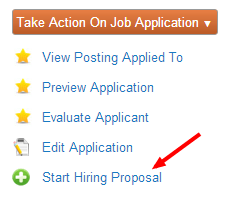 Take Action On Job Application ▼
View Posting Applied To
Preview Application
Evaluate Applicant
Edit Application
Start Hiring Proposal